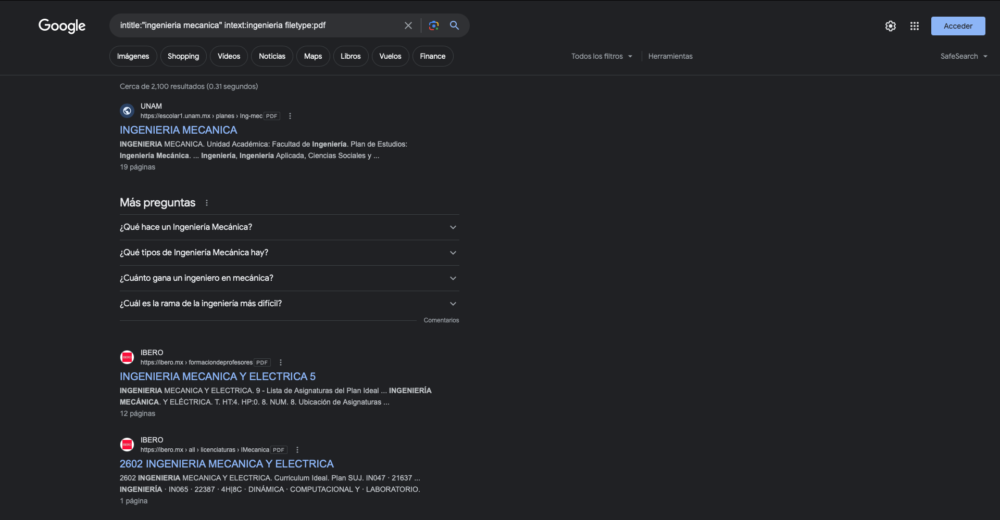 Google
intitle:"ingenieria mecanica" intext:ingenieria filetype:pdf
Acceder
Imágenes Shopping Vídeos Noticias Maps Libros Vuelos Finance
Todos los filtros Herramientas
SafeSearch
Cerca de 2,100 resultados (0.31 segundos)
UNAM
https://escolar1.unam.mx › planes › Ing-mec PDF
INGENIERIA MECANICA
INGENIERIA MECANICA. Unidad Académica: Facultad de Ingeniería. Plan de Estudios:
Ingeniería Mecánica. ... Ingeniería, Ingeniería Aplicada, Ciencias Sociales y ...
19 páginas
Más preguntas
¿Qué hace un Ingeniería Mecánica?
¿Qué tipos de Ingeniería Mecánica hay?
¿Cuánto gana un ingeniero en mecánica?
¿Cuál es la rama de la ingeniería más difícil?
Comentarios
IBERO
IBERO
https://ibero.mx › formaciondeprofesores PDF
INGENIERIA MECANICA Y ELECTRICA 5
INGENIERIA MECANICA Y ELECTRICA. 9 - Lista de Asignaturas del Plan Ideal ... INGENIERÍA
MECÁNICA. Y ELÉCTRICA. T. HT:4. HP:0. 8. NUM. 8. Ubicación de Asignaturas ...
12 páginas
IBERO
IBERO
https://ibero.mx › all › licenciaturas › IMecanica PDF
2602 INGENIERIA MECANICA Y ELECTRICA
2602 INGENIERIA MECANICA Y ELECTRICA. Curriculum Ideal. Plan SUJ. IN047 · 21637 ...
INGENIERÍA · IN065 · 22387 · 4H|8C · DINÁMICA · COMPUTACIONAL Y · LABORATORIO.
1 página